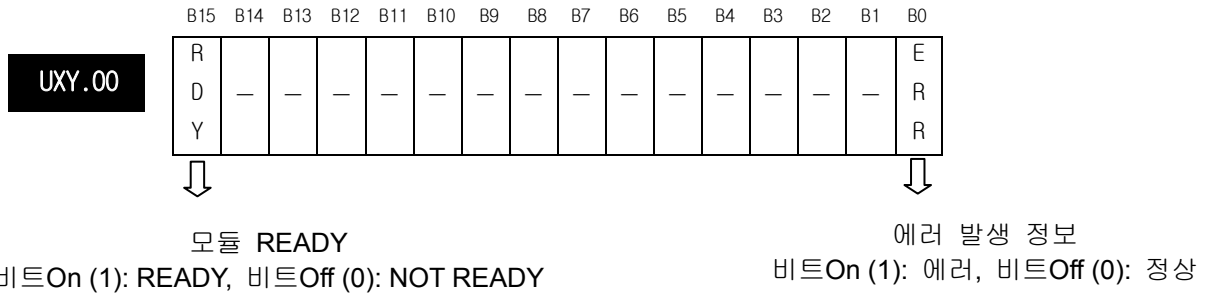 B15 B14 B13 B12 B11 B10 B9 B8 B7 B6 B5 B4 B3 B2 B1 B0
UXY.00
RDY – – – – – – – – – – – – – – ERR
모듈 READY
비트On (1): READY, 비트Off (0): NOT READY
에러 발생 정보
비트On (1): 에러, 비트Off (0): 정상